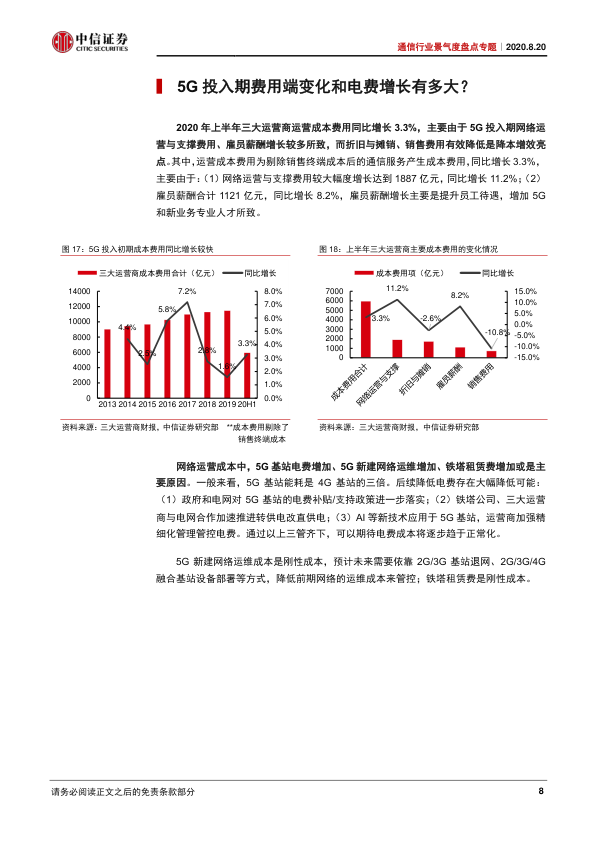 中信证券
CITIC SECURITIES
通信行业景气度盘点专题｜2020.8.20
5G 投入期费用端变化和电费增长有多大？
2020 年上半年三大运营商运营成本费用同比增长 3.3%，主要由于 5G 投入期网络运
营与支撑费用、雇员薪酬增长较多所致，而折旧与摊销、销售费用有效降低是降本增效亮
点。其中，运营成本费用为剔除销售终端成本后的通信服务产生成本费用，同比增长 3.3%，
主要由于：（1）网络运营与支撑费用较大幅度增长达到 1887 亿元，同比增长 11.2%；（2）
雇员薪酬合计 1121 亿元，同比增长 8.2%，雇员薪酬增长主要是提升员工待遇，增加 5G
和新业务专业人才所致。
图 17：5G 投入初期成本费用同比增长较快
三大运营商成本费用合计（亿元）
同比增长
14000
12000
10000
8000
6000
4000
2000
0
8.0%
7.0%
6.0%
5.0%
4.0%
3.0%
2.0%
1.0%
0.0%
4.4%
2.5%
5.8%
7.2%
2.8%
1.6%
3.3%
2013 2014 2015 2016 2017 2018 2019 20H1
资料来源：三大运营商财报，中信证券研究部 **成本费用剔除了
销售终端成本
图 18：上半年三大运营商主要成本费用的变化情况
成本费用项（亿元）
同比增长
7000
6000
5000
4000
3000
2000
1000
0
15.0%
10.0%
5.0%
0.0%
-5.0%
-10.0%
-15.0%
3.3%
11.2%
-2.6%
8.2%
-10.8%
成本费用合计
网络运营与支撑
折旧与摊销
雇员薪酬
销售费用
资料来源：三大运营商财报，中信证券研究部
网络运营成本中，5G 基站电费增加、5G 新建网络运维增加、铁塔租赁费增加或是主
要原因。一般来看，5G 基站能耗是 4G 基站的三倍。后续降低电费存在大幅降低可能：
（1）政府和电网对 5G 基站的电费补贴/支持政策进一步落实；（2）铁塔公司、三大运营
商与电网合作加速推进转供电改直供电；（3）AI 等新技术应用于 5G 基站，运营商加强精
细化管理管控电费。通过以上三管齐下，可以期待电费成本将逐步趋于正常化。
5G 新建网络运维成本是刚性成本，预计未来需要依靠 2G/3G 基站退网、2G/3G/4G
融合基站设备部署等方式，降低前期网络的运维成本来管控；铁塔租赁费是刚性成本。
请务必阅读正文之后的免责条款部分
8